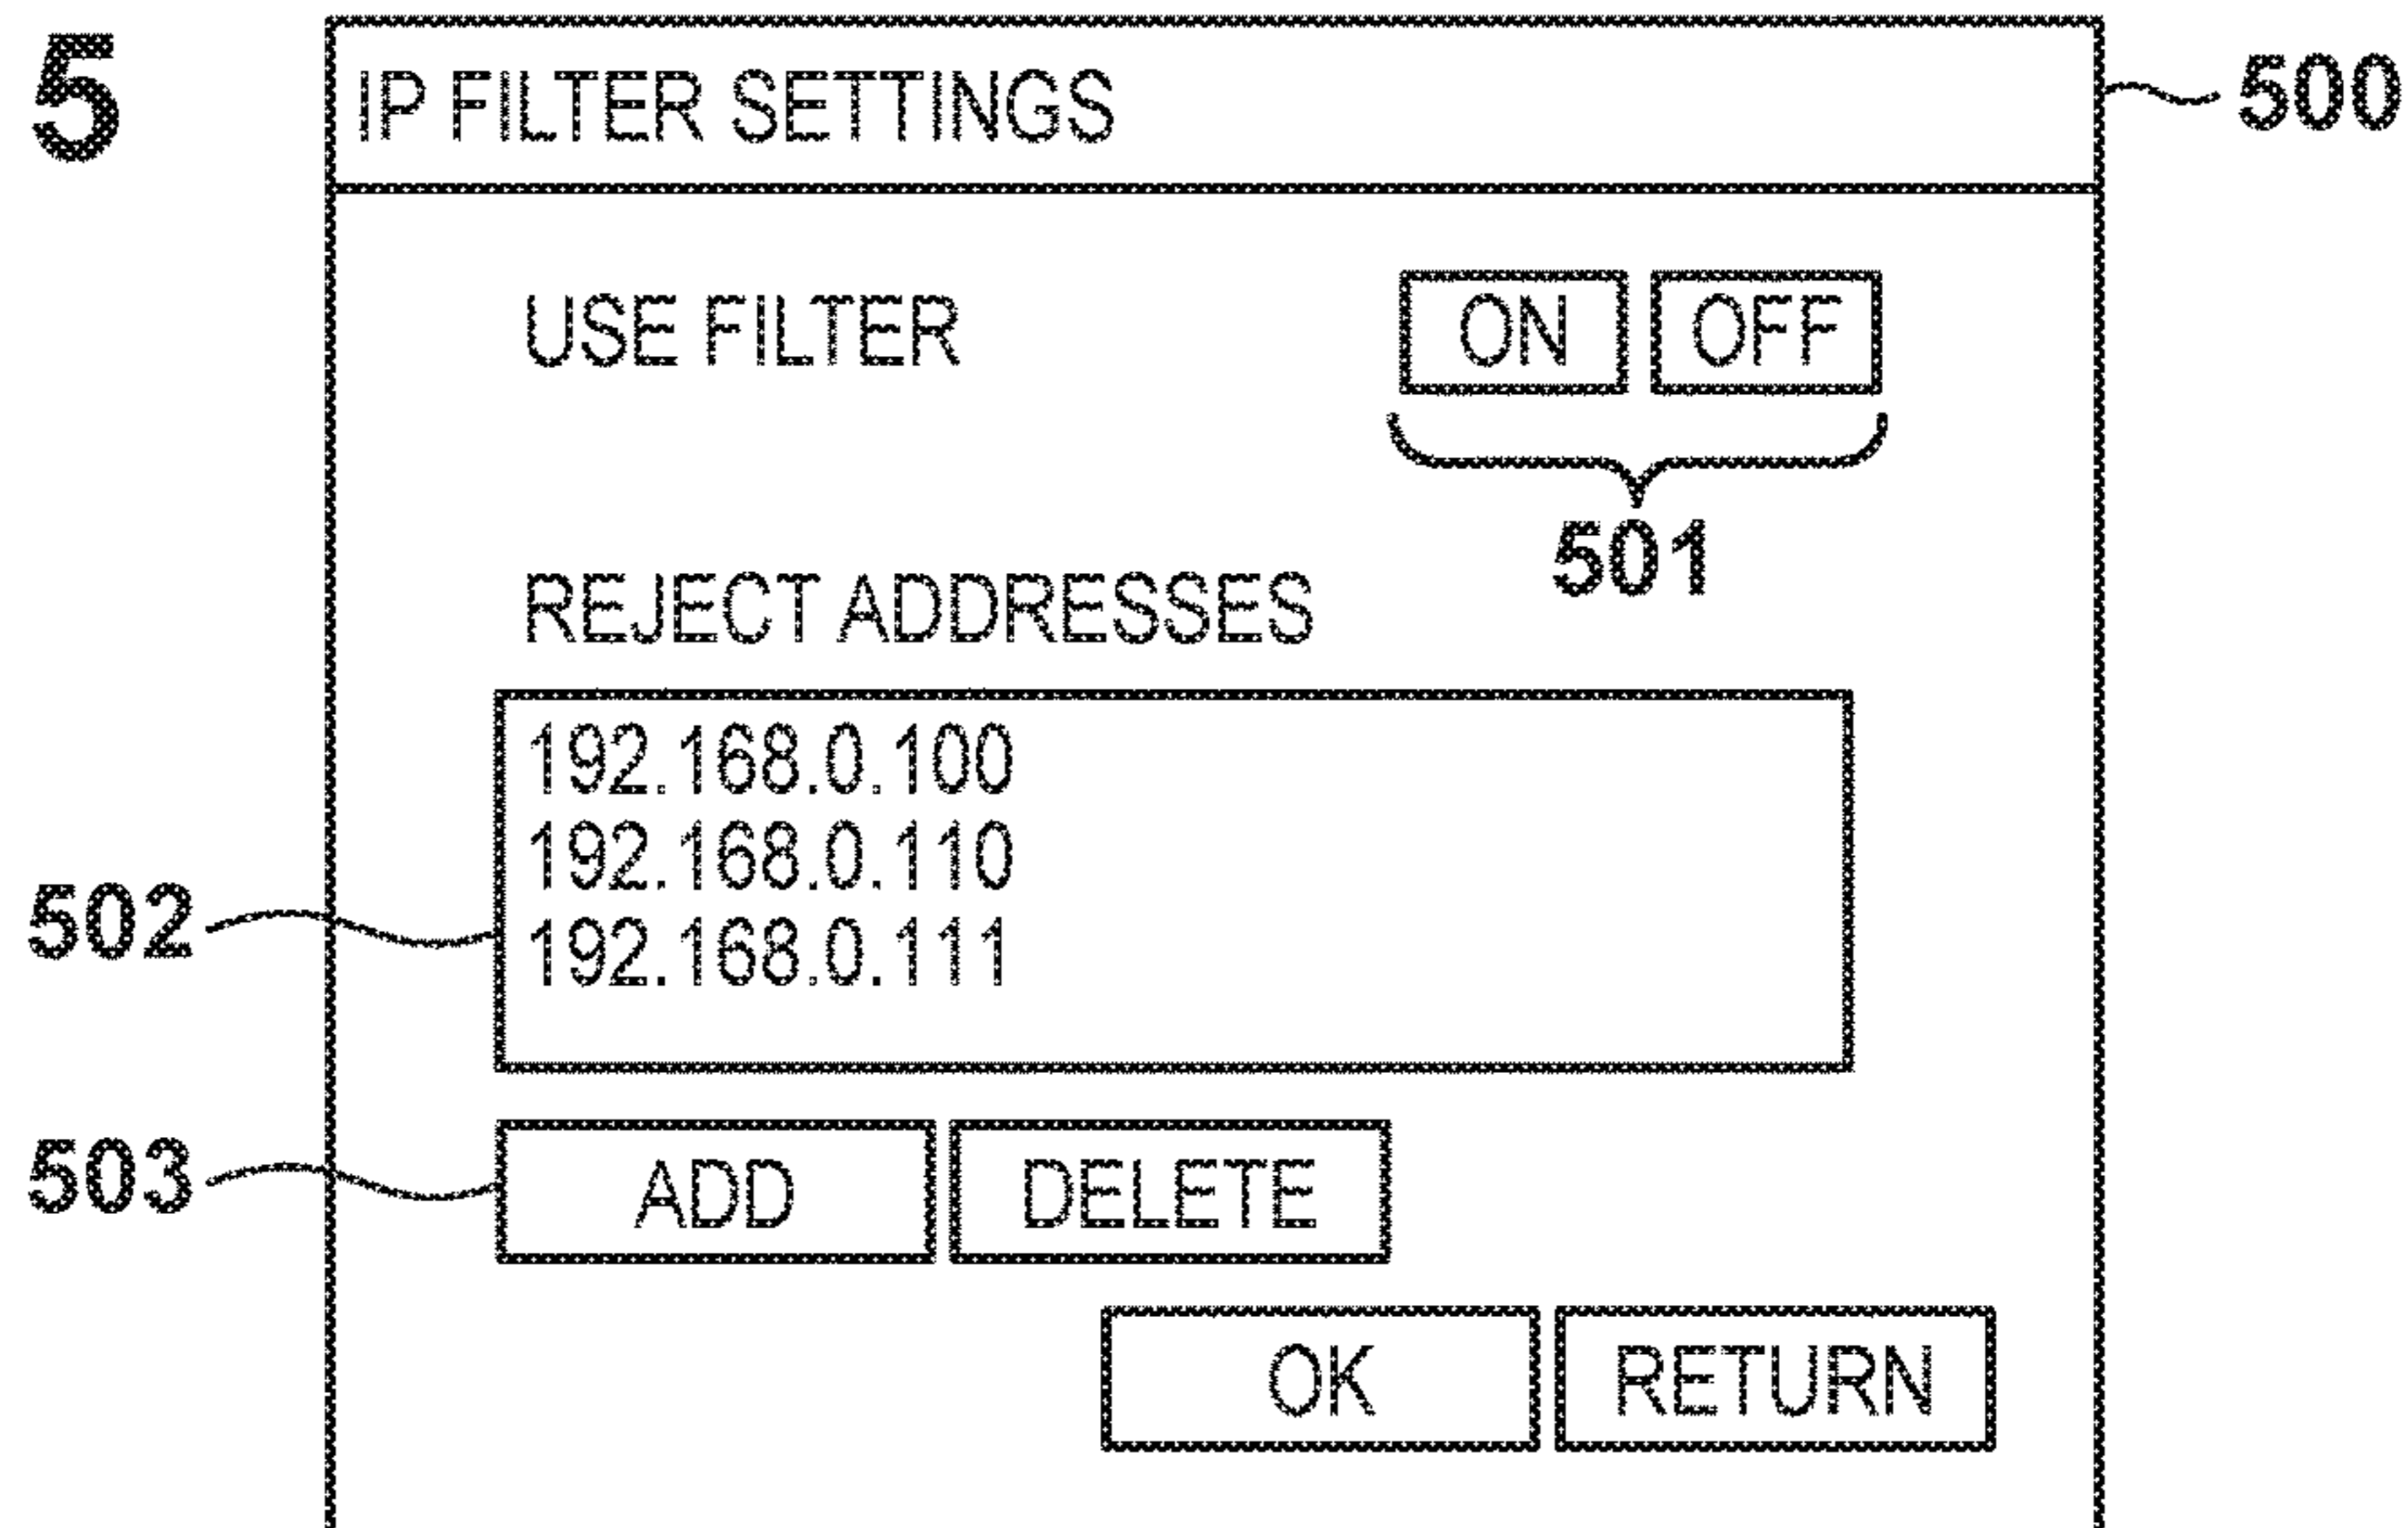 5
IP FILTER SETTINGS
500
USE FILTER
ON
OFF
501
REJECT ADDRESSES
192.168.0.100
192.168.0.110
192.168.0.111
502
503
ADD
DELETE
OK
RETURN